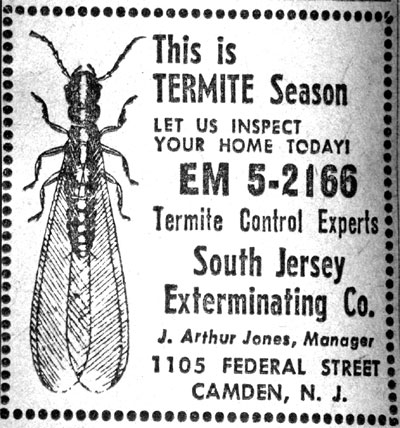 This is
TERMITE Season
LET US INSPECT
YOUR HOME TODAY!
EM 5-2166
Termite Control Experts
South Jersey
Exterminating Co.
J. Arthur Jones, Manager
1105 FEDERAL STREET
CAMDEN, N. J.